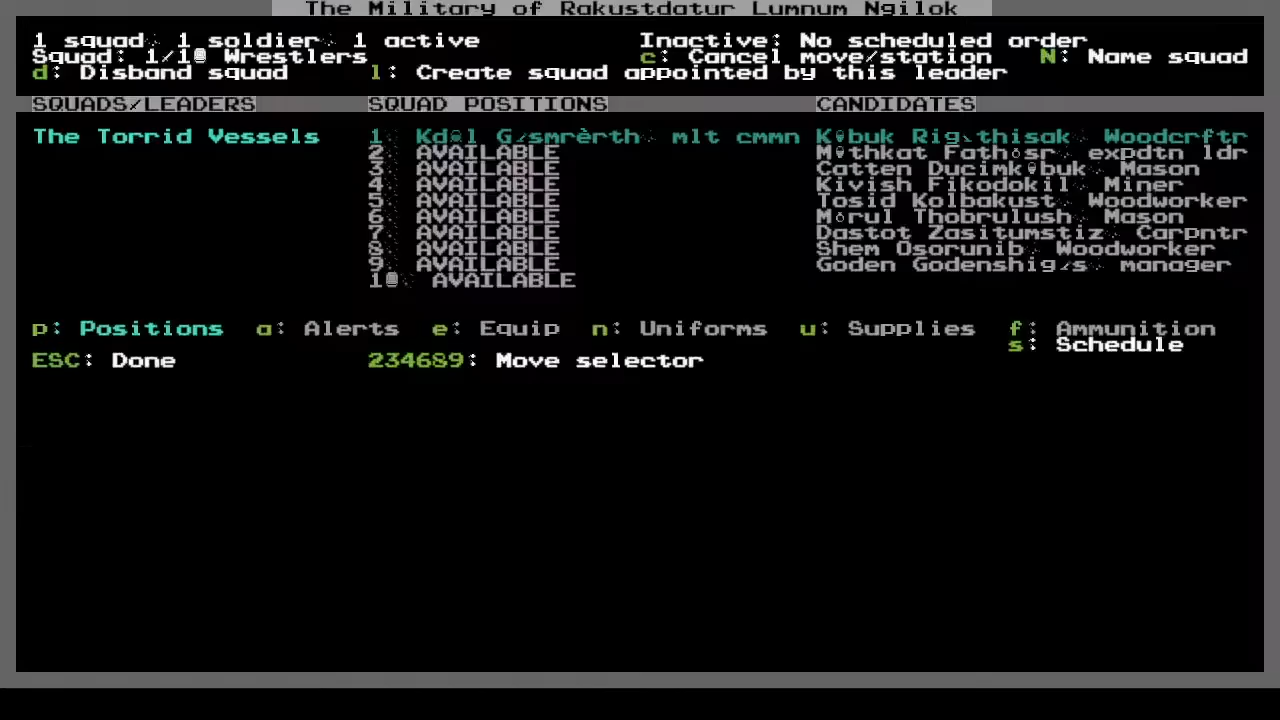 The Military of Rakustdatur Lumnum Ngilok
1 squad 1 soldier 1 active Inactive: No scheduled order
Squad: 1/10 Wrestlers c: Cancel move/station N: Name squad
d: Disband squad l: Create squad appointed by this leader
SQUADS/LEADERS SQUAD POSITIONS CANDIDATES
The Torrid Vessels 1 mlt cmmn Woodcrftr
2 AVAILABLE expdtn ldr
3 AVAILABLE Catten Mason
4 AVAILABLE Kivish Fikodokil Miner
5 AVAILABLE Tosid Kolbakust Woodworker
6 AVAILABLE Thobrulush Mason
7 AVAILABLE Dastot Zasitumstiz Carpntr
8 AVAILABLE Shem Osorunib Woodworker
9 AVAILABLE Goden manager
10 AVAILABLE
p: Positions a: Alerts e: Equip n: Uniforms u: Supplies f: Ammunition
s: Schedule
ESC: Done 234689: Move selector